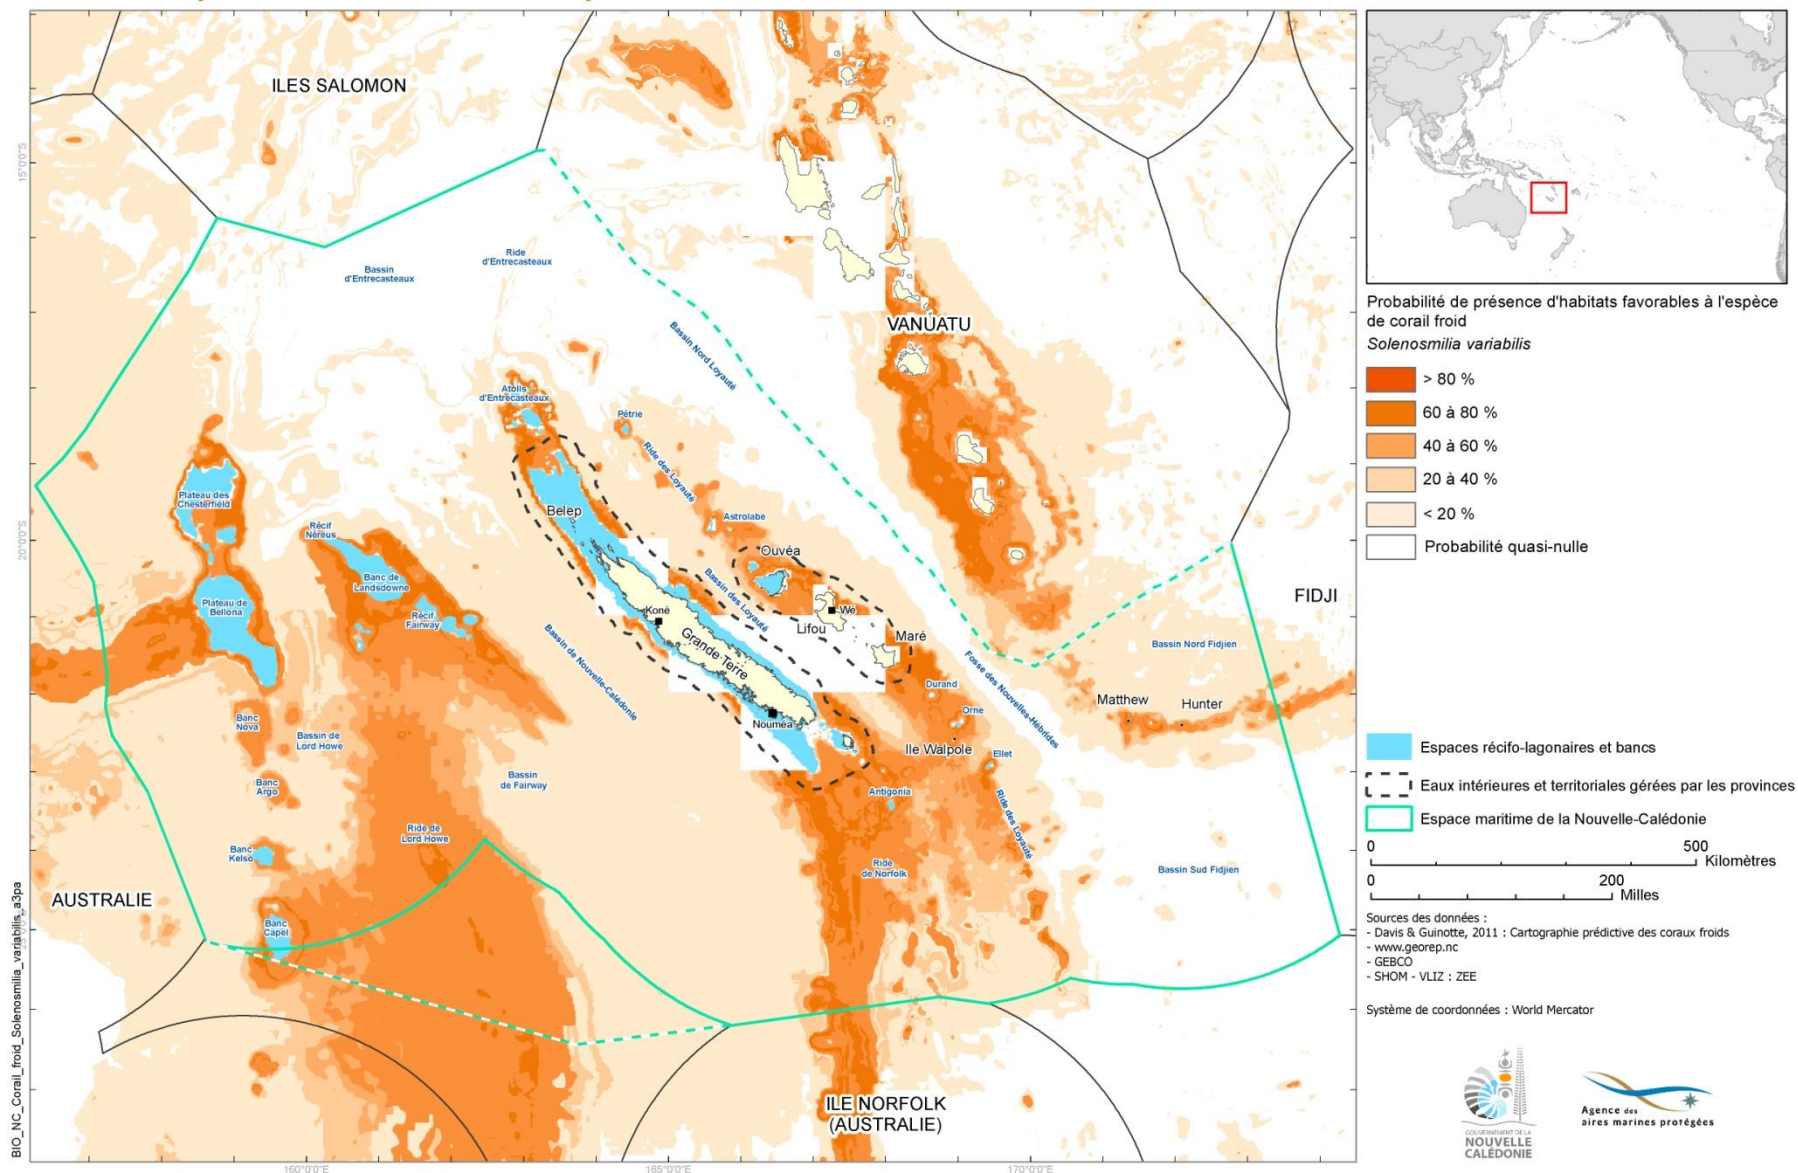 ILES SALOMON
15°0'0"S
Ride
d'Entrecasteaux
Bassin
d'Entrecasteaux
VANUATU
Bassin Nord Loyauté
Atolls
d'Entrecasteaux
Pétrie
Ride des Loyauté
Plateau des
Chesterfield
Belep
Astrolabe
Récif
Néréus
20°0'0"S
Ouvéa
Banc de
Landsdowne
Bassin des Loyauté
Plateau de
Bellona
Récif
Fairway
Koné
Wé
Lifou
FIDJI
Grande Terre
Maré
Bassin Nord Fidjien
Bassin de Nouvelle-Calédonie
Fosse des Nouvelles-Hébrides
Durand
Matthew
Hunter
Orne
Banc
Nova
Nouméa
Bassin de
Lord Howe
Ile Walpole
Ellet
Bassin
de Fairway
Banc
Argo
Antigonia
Ride des Loyauté
Ride de
Lord Howe
Banc
Kelso
Ride
de Norfolk
Bassin Sud Fidjien
AUSTRALIE
Banc
Capel
ILE NORFOLK
(AUSTRALIE)
160°0'0"E
165°0'0"E
170°0'0"E
BIO_NC_Corail_froid_Solenosmilia_variabilis_a3pa
Probabilité de présence d'habitats favorables à l'espèce
de corail froid
Solenosmilia variabilis
> 80 %
60 à 80 %
40 à 60 %
20 à 40 %
< 20 %
Probabilité quasi-nulle
Espaces récifo-lagonaires et bancs
Eaux intérieures et territoriales gérées par les provinces
Espace maritime de la Nouvelle-Calédonie
0 500
Kilomètres
0 200
Milles
Sources des données :
- Davis & Guinotte, 2011 : Cartographie prédictive des coraux froids
- www.georep.nc
- GEBCO
- SHOM - VLIZ : ZEE
Système de coordonnées : World Mercator
GOUVERNEMENT DE LA
NOUVELLE
CALÉDONIE
Agence des
aires marines protégées